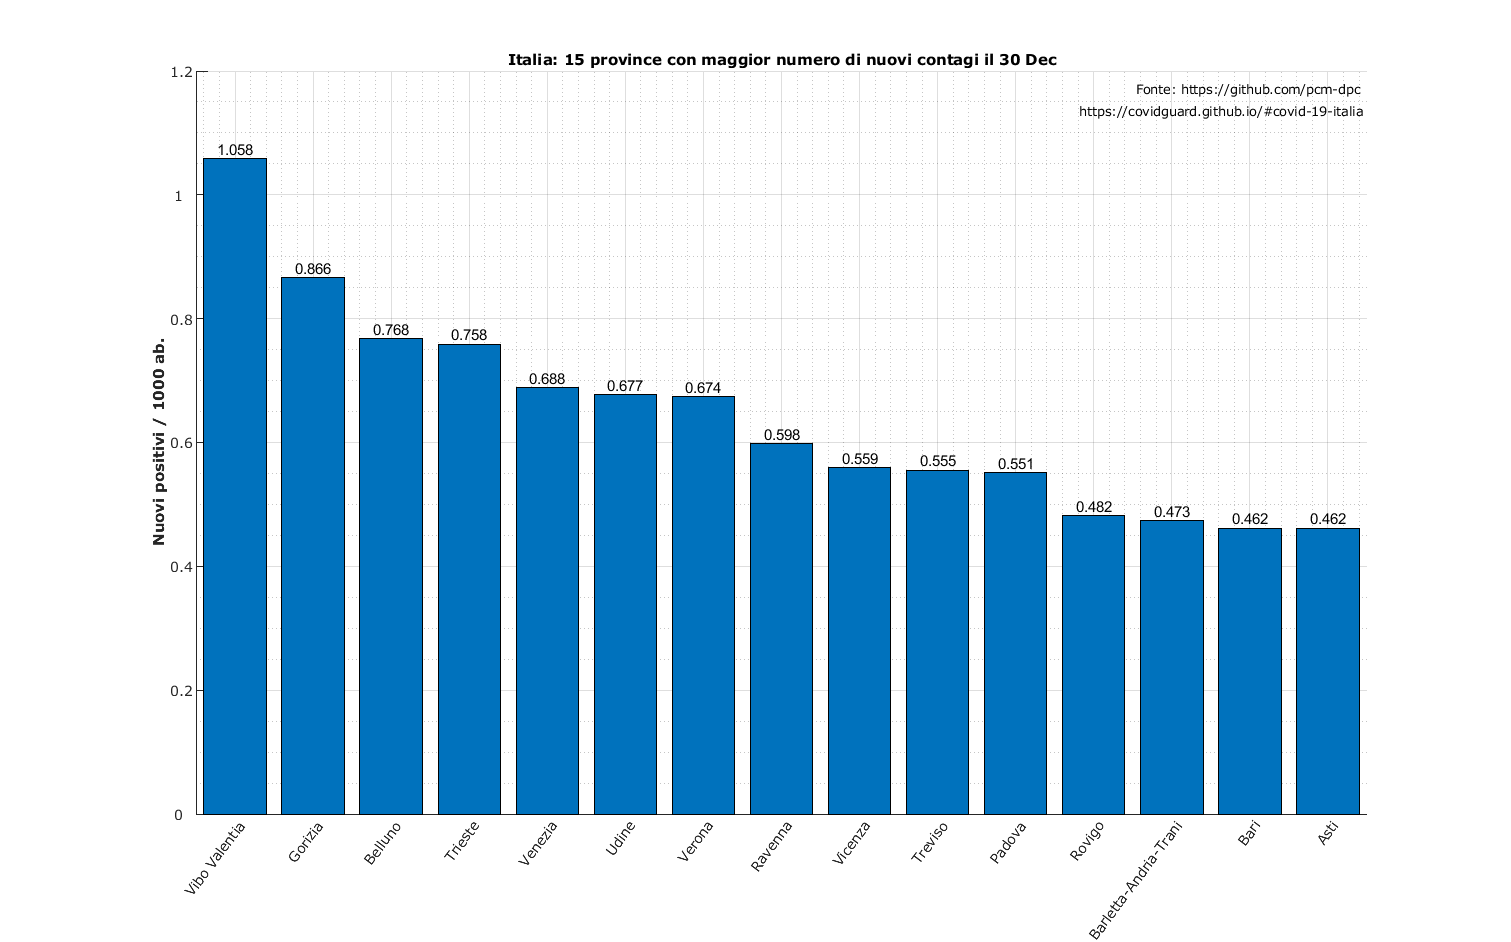 Italia: 15 province con maggior numero di nuovi contagi il 30 Dec
Fonte: https://github.com/pcm-dpc
https://covidguard.github.io/#covid-19-italia
Nuovi positivi / 1000 ab.
1.2
1
0.8
0.6
0.4
0.2
0
1.058
0.866
0.768
0.758
0.688
0.677
0.674
0.598
0.559
0.555
0.551
0.482
0.473
0.462
0.462
Vibo Valentia
Gorizia
Belluno
Trieste
Venezia
Udine
Verona
Ravenna
Vicenza
Treviso
Padova
Rovigo
Barletta-Andria-Trani
Bari
Asti